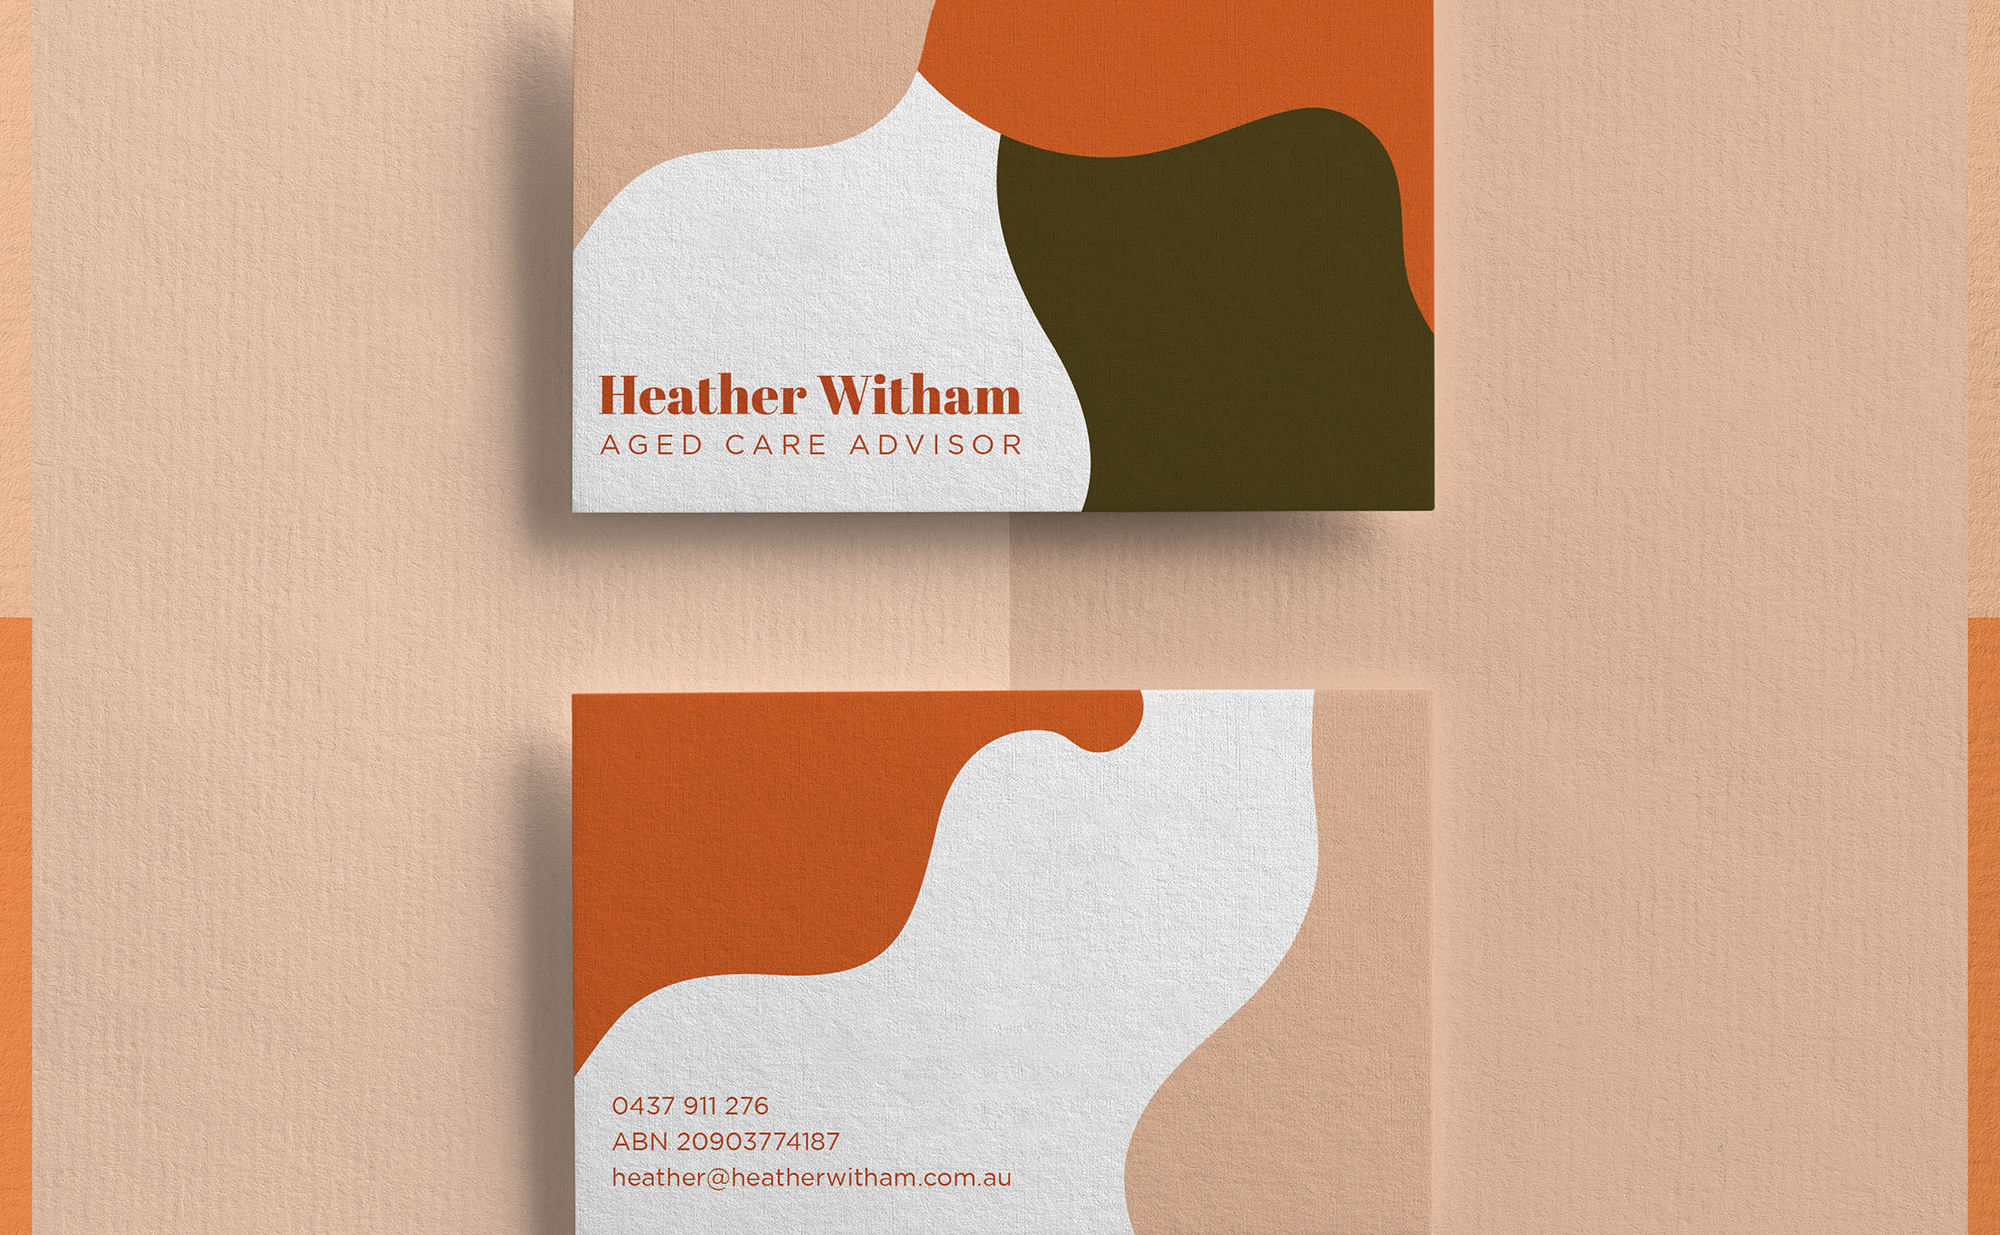 Heather Witham
AGED CARE ADVISOR
0437 911 276
ABN 20903774187
heather@heatherwitham.com.au